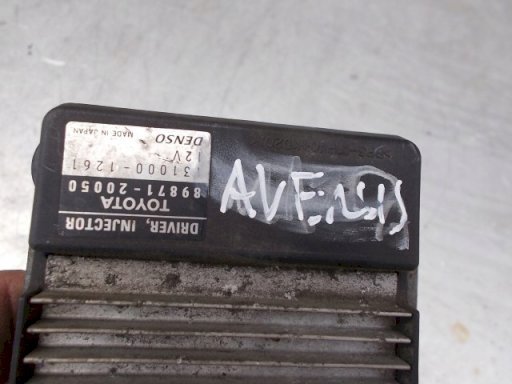 DRIVER, INJECTOR
TOYOTA
89871-20050
31000-1261
12V
DENSO MADE IN JAPAN
AVENSIS